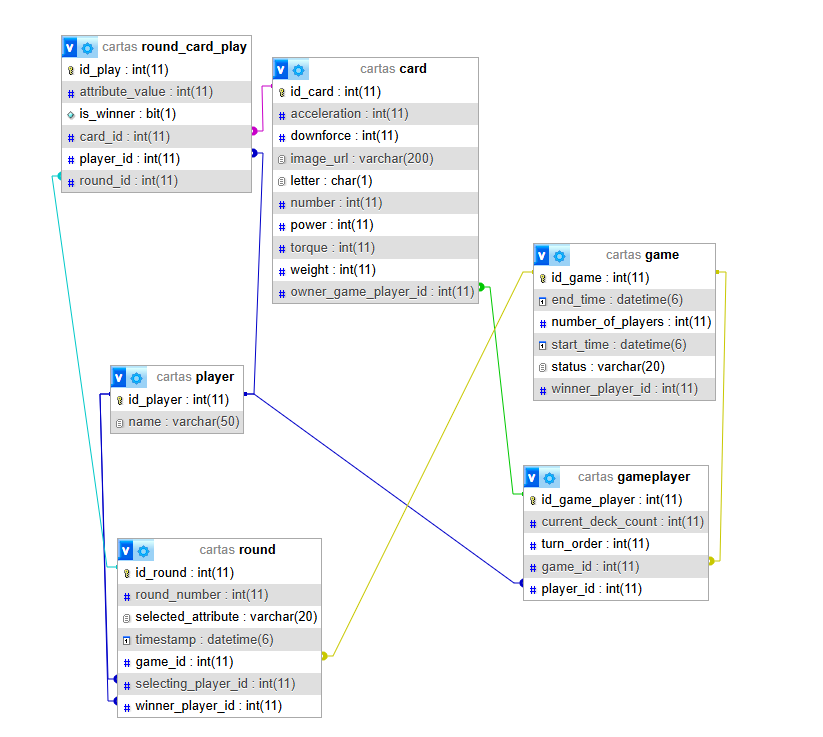 cartas round_card_play
id_play : int(11)
attribute_value : int(11)
is_winner : bit(1)
card_id : int(11)
player_id : int(11)
round_id : int(11)
cartas card
id_card : int(11)
acceleration : int(11)
downforce : int(11)
image_url : varchar(200)
letter : char(1)
number : int(11)
power : int(11)
torque : int(11)
weight : int(11)
owner_game_player_id : int(11)
cartas game
id_game : int(11)
end_time : datetime(6)
number_of_players : int(11)
start_time : datetime(6)
status : varchar(20)
winner_player_id : int(11)
cartas player
id_player : int(11)
name : varchar(50)
cartas gameplayer
id_game_player : int(11)
current_deck_count : int(11)
turn_order : int(11)
game_id : int(11)
player_id : int(11)
cartas round
id_round : int(11)
round_number : int(11)
selected_attribute : varchar(20)
timestamp : datetime(6)
game_id : int(11)
selecting_player_id : int(11)
winner_player_id : int(11)